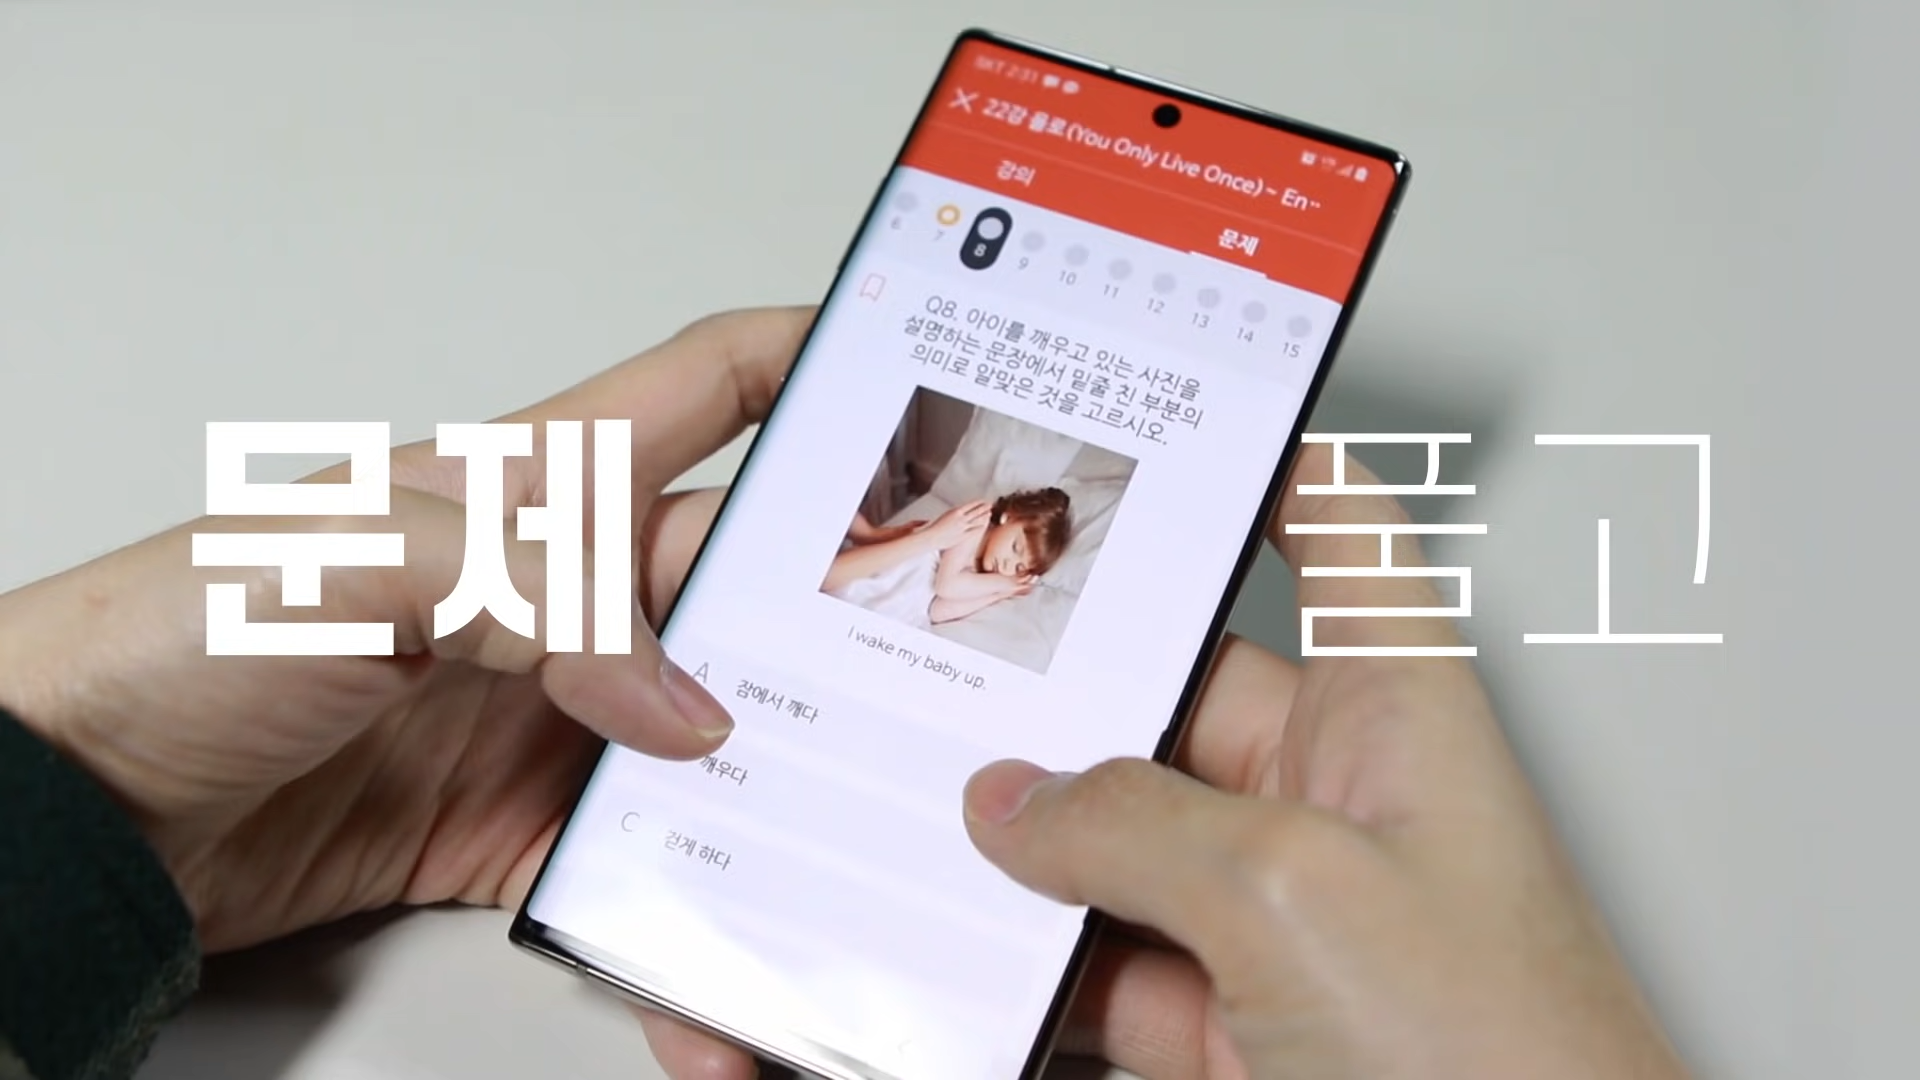 SKT 2:31
22강 욜로(You Only Live Once) ~ En··
강의
문제
6 7 8 9 10 11 12 13 14 15
Q8. 아이를 깨우고 있는 사진을
설명하는 문장에서 밑줄 친 부분의
의미로 알맞은 것을 고르시오.
문제 풀고
I wake my baby up.
A 잠에서 깨다
깨우다
C 걷게 하다